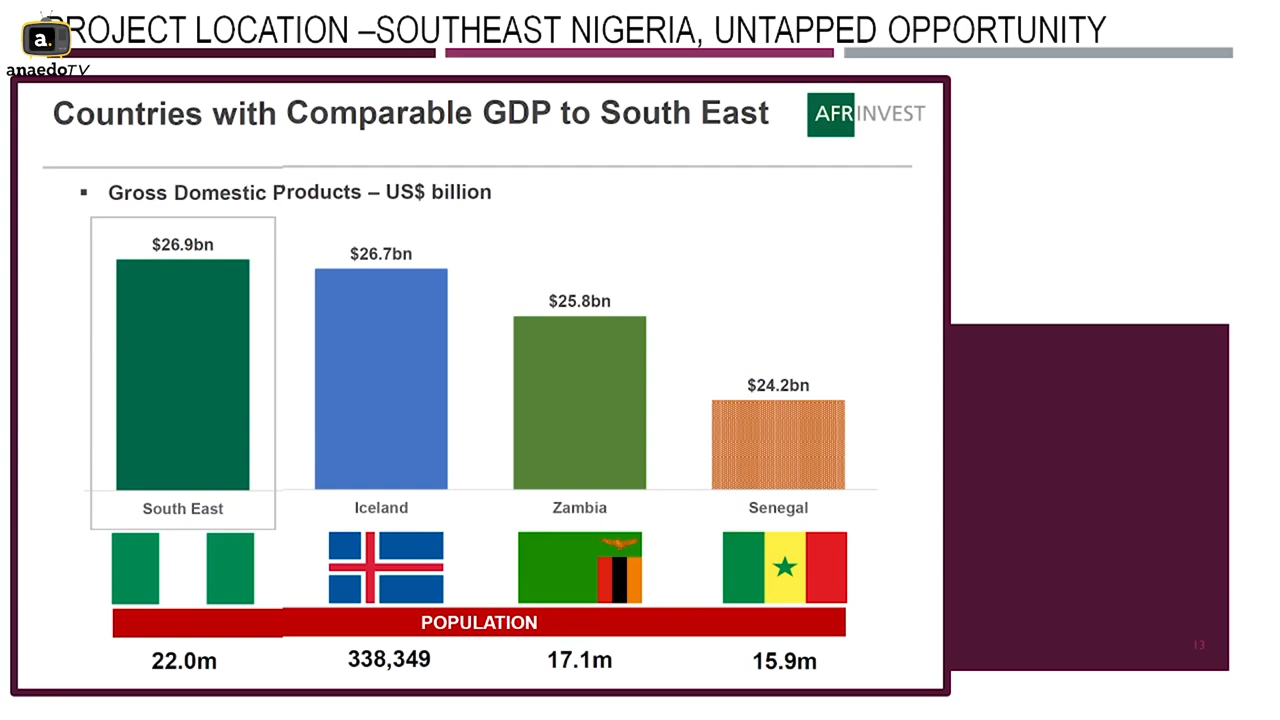 PROJECT LOCATION –SOUTHEAST NIGERIA, UNTAPPED OPPORTUNITY
a.
anaedoTV
Countries with Comparable GDP to South East
AFRINVEST
▪ Gross Domestic Products – US$ billion
$26.9bn
$26.7bn
$25.8bn
$24.2bn
South East
Iceland
Zambia
Senegal
POPULATION
22.0m
338,349
17.1m
15.9m
13